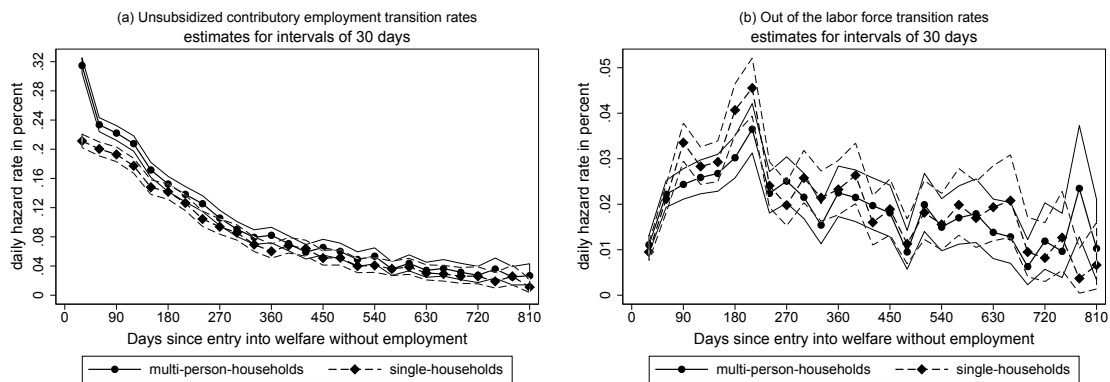 (a) Unsubsidized contributory employment transition rates
estimates for intervals of 30 days
daily hazard rate in percent
0 .04 .08 .12 .16 .2 .24 .28 .32
0 90 180 270 360 450 540 630 720 810
Days since entry into welfare without employment
multi-person-households single-households
(b) Out of the labor force transition rates
estimates for intervals of 30 days
daily hazard rate in percent
0 .01 .02 .03 .04 .05
0 90 180 270 360 450 540 630 720 810
Days since entry into welfare without employment
multi-person-households single-households